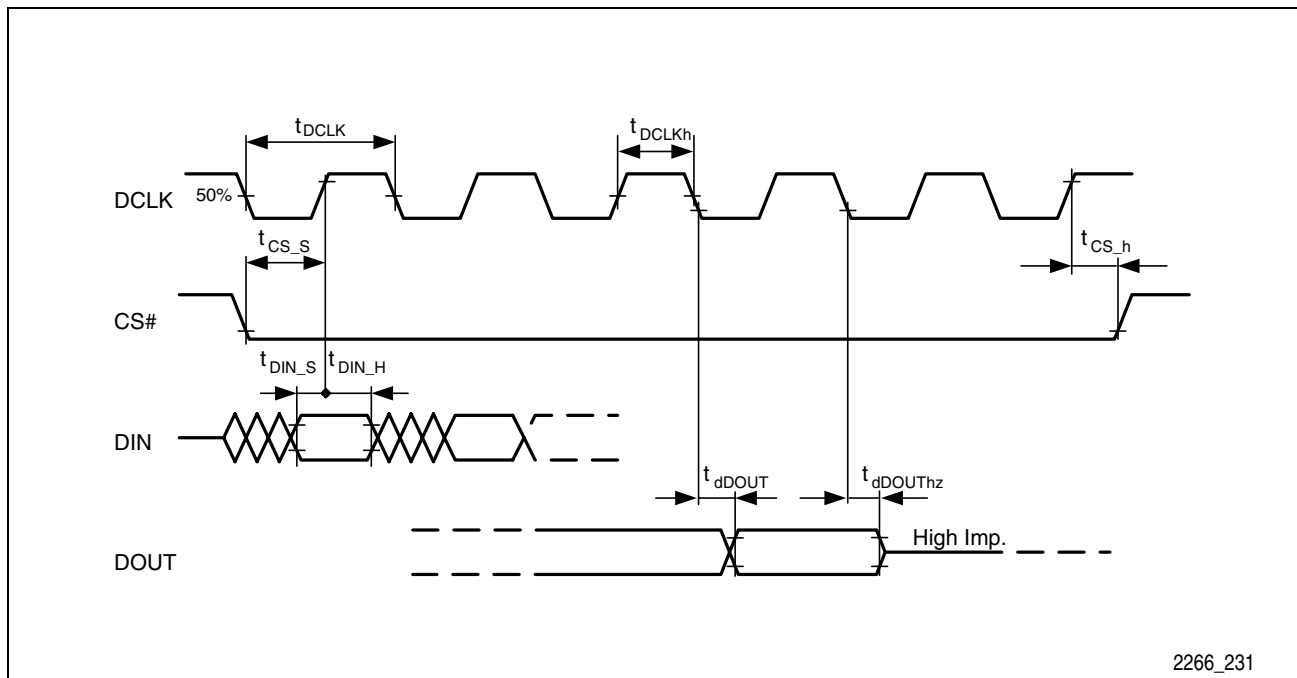 tDCLK
tDCLKh
DCLK
50%
tCS_S
tCS_h
CS#
tDIN_S
tDIN_H
DIN
tdDOUT
tdDOUThz
DOUT
High Imp.
2266_231